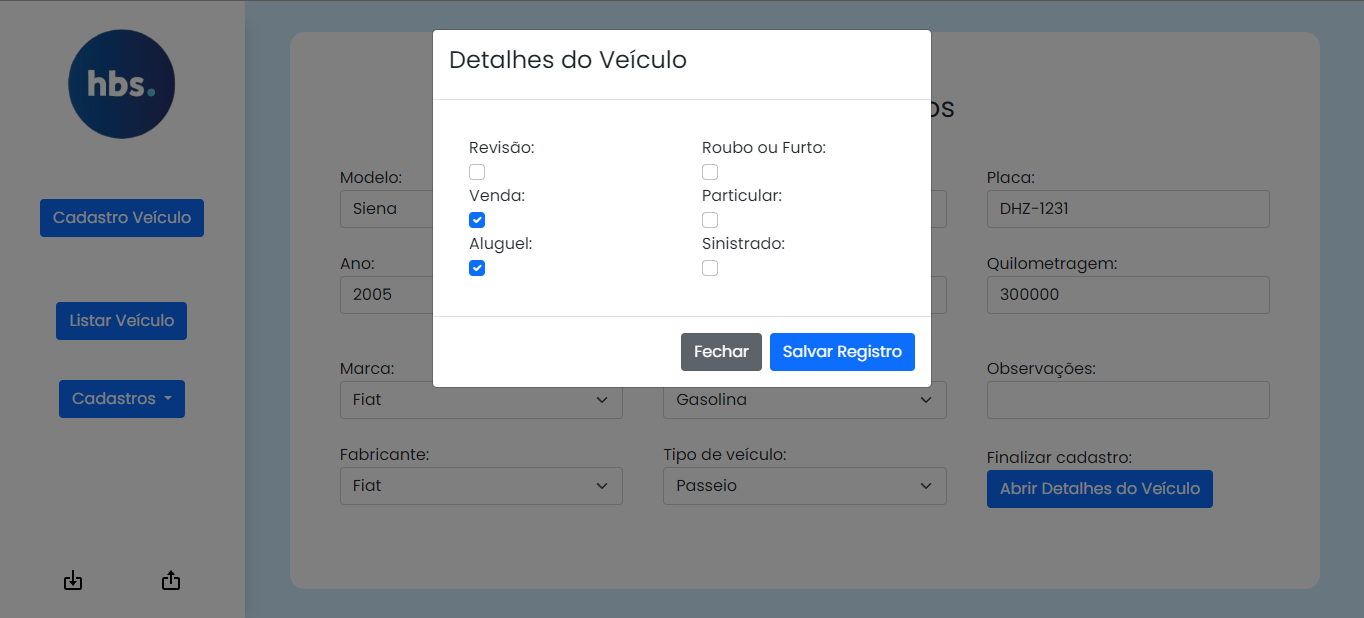 hbs.
Cadastro Veículo
Listar Veículo
Cadastros
Detalhes do Veículo
Revisão:
Roubo ou Furto:
Venda:
Particular:
Aluguel:
Sinistrado:
Fechar
Salvar Registro
Modelo:
Placa:
Siena
DHZ-1231
Ano:
Quilometragem:
2005
300000
Marca:
Observações:
Fiat
Gasolina
Fabricante:
Tipo de veículo:
Finalizar cadastro:
Fiat
Passeio
Abrir Detalhes do Veículo